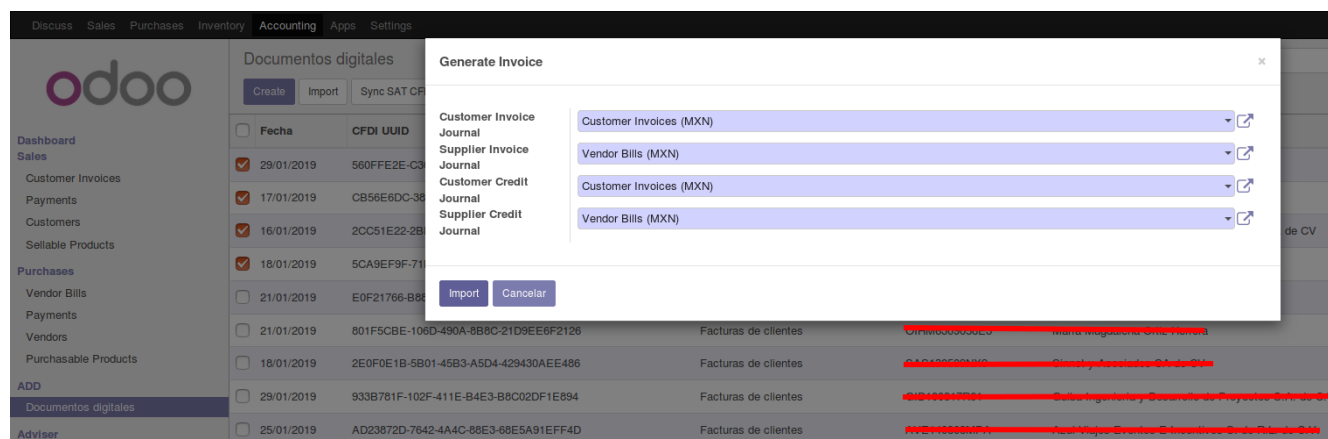 Discuss Sales Purchases Inventory Accounting Apps Settings
odoo
Dashboard
Sales
Customer Invoices
Payments
Customers
Sellable Products
Purchases
Vendor Bills
Payments
Vendors
Purchasable Products
ADD
Documentos digitales
Adviser
Documentos digitales
Create Import Sync SAT CF
Fecha CFDI UUID
29/01/2019 560FFE2E-C3
17/01/2019 CB56E6DC-38
16/01/2019 2CC51E22-2B de CV
18/01/2019 5CA9EF9F-71
21/01/2019 E0F21766-B88
21/01/2019 801F5CBE-106D-490A-8B8C-21D9EE6F2126 Facturas de clientes
18/01/2019 2E0F0E1B-5B01-45B3-A5D4-429430AEE486 Facturas de clientes
29/01/2019 933B781F-102F-411E-B4E3-B8C02DF1E894 Facturas de clientes
25/01/2019 AD23872D-7642-4A4C-88E3-68E5A91EFF4D Facturas de clientes
Generate Invoice ×
Customer Invoice Journal Customer Invoices (MXN)
Supplier Invoice Journal Vendor Bills (MXN)
Customer Credit Journal Customer Invoices (MXN)
Supplier Credit Journal Vendor Bills (MXN)
Import Cancelar